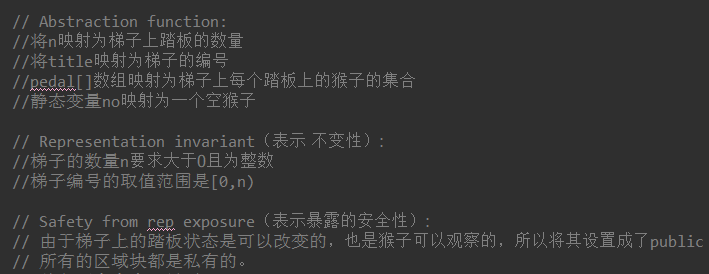 // Abstraction function:
//将n映射为梯子上踏板的数量
//将title映射为梯子的编号
//pedal[]数组映射为梯子上每个踏板上的猴子的集合
//静态变量no映射为一个空猴子
// Representation invariant（表示 不变性）:
//梯子的数量n要求大于0且为整数
//梯子编号的取值范围是[0,n)
// Safety from rep exposure（表示暴露的安全性）:
// 由于梯子上的踏板状态是可以改变的，也是猴子可以观察的，所以将其设置成了public
// 所有的区域块都是私有的。